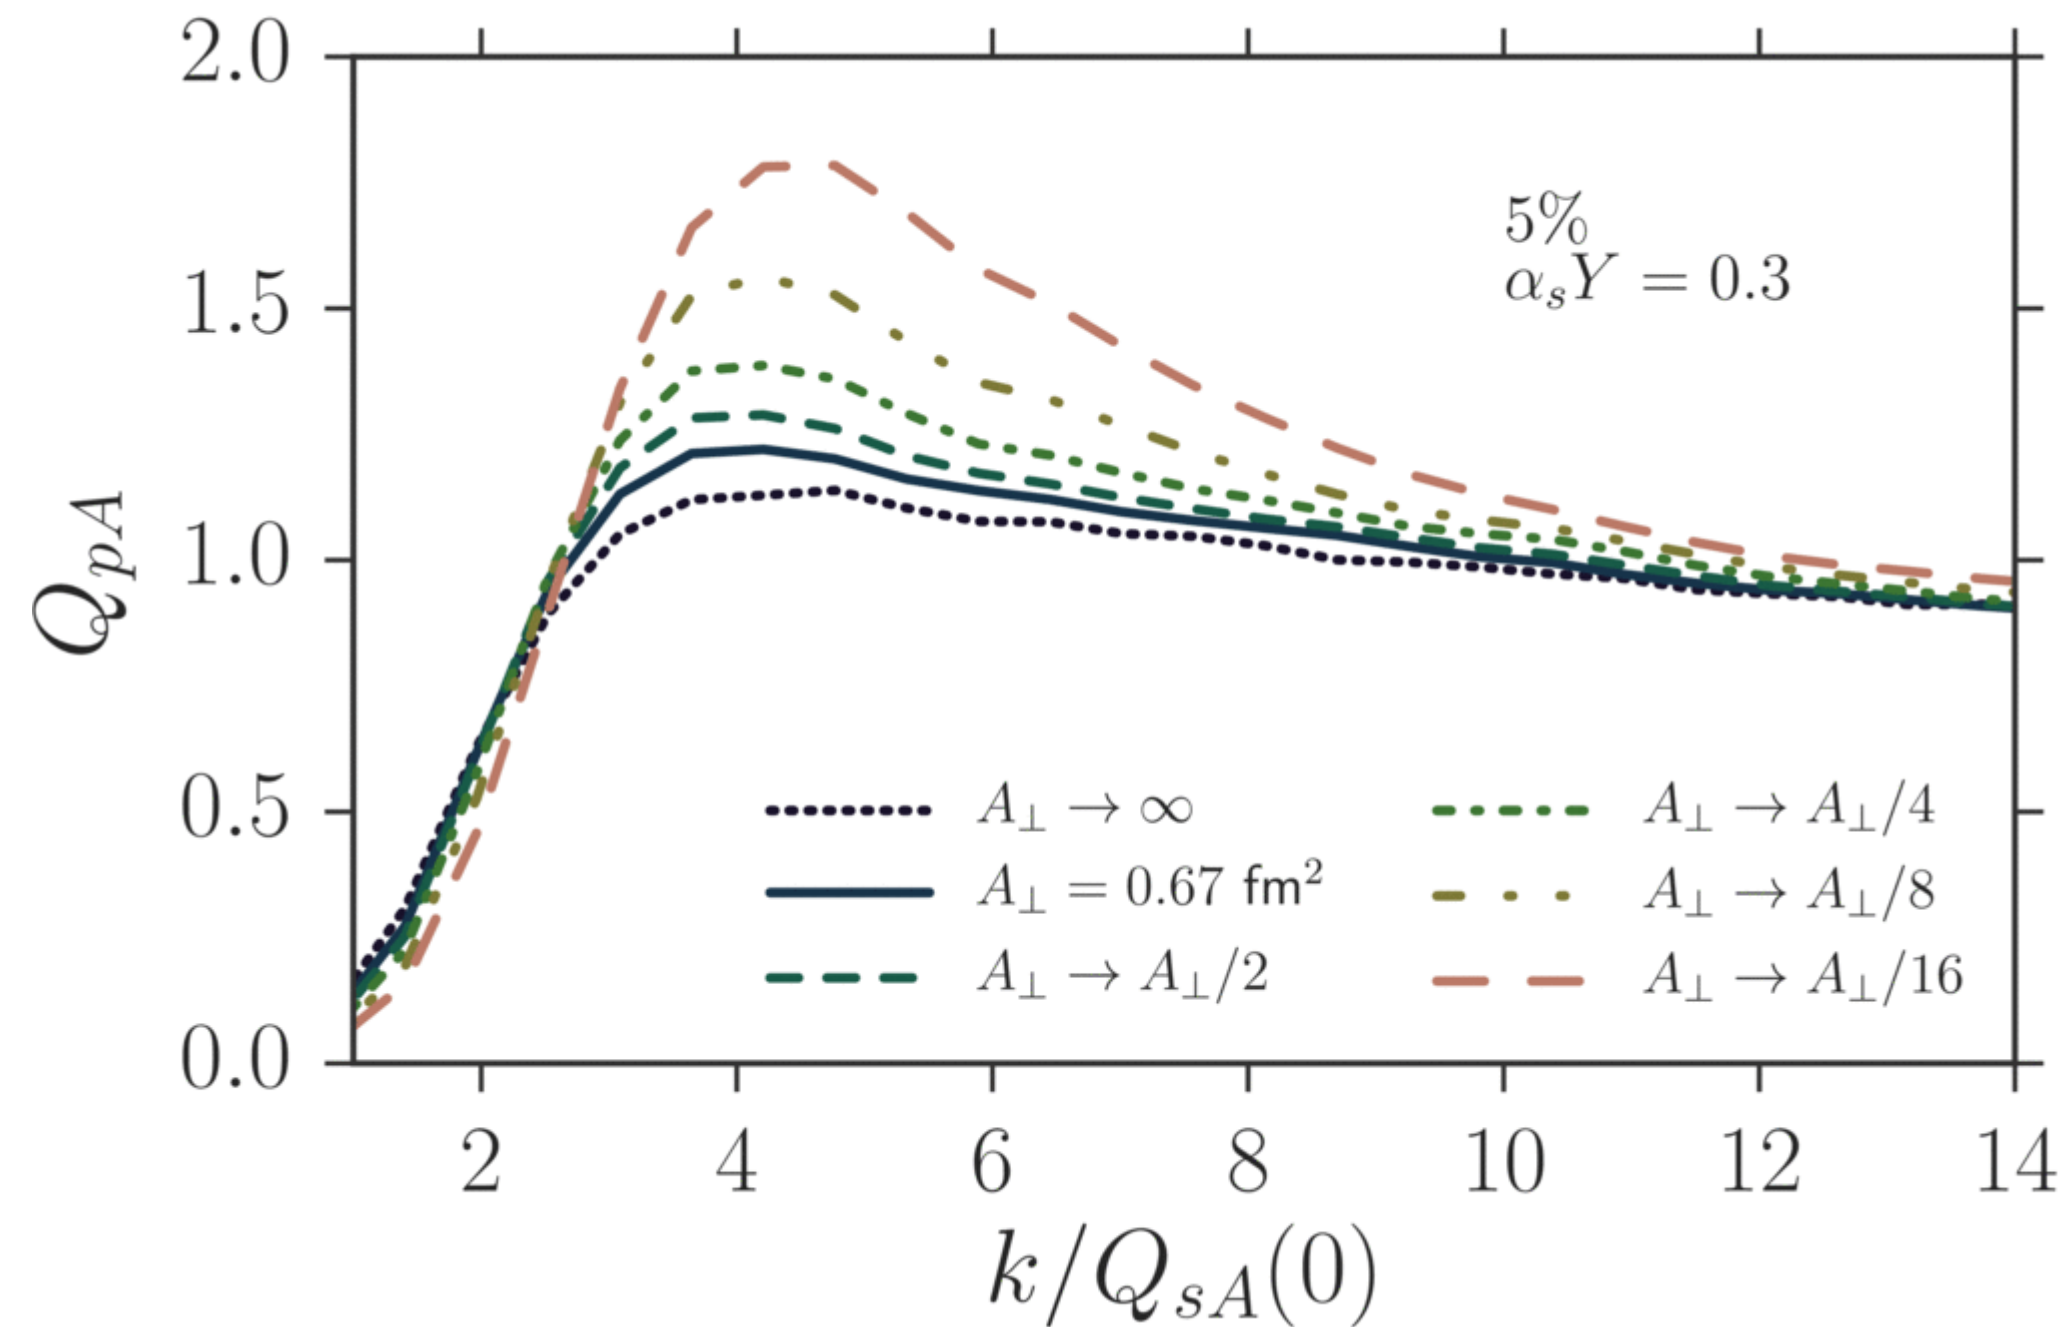 2.0
1.5
1.0
0.5
0.0
Q_{pA}
5%
α_sY = 0.3
A_⊥ → ∞
A_⊥ = 0.67 fm²
A_⊥ → A_⊥/2
A_⊥ → A_⊥/4
A_⊥ → A_⊥/8
A_⊥ → A_⊥/16
2 4 6 8 10 12 14
k/Q_{sA}(0)